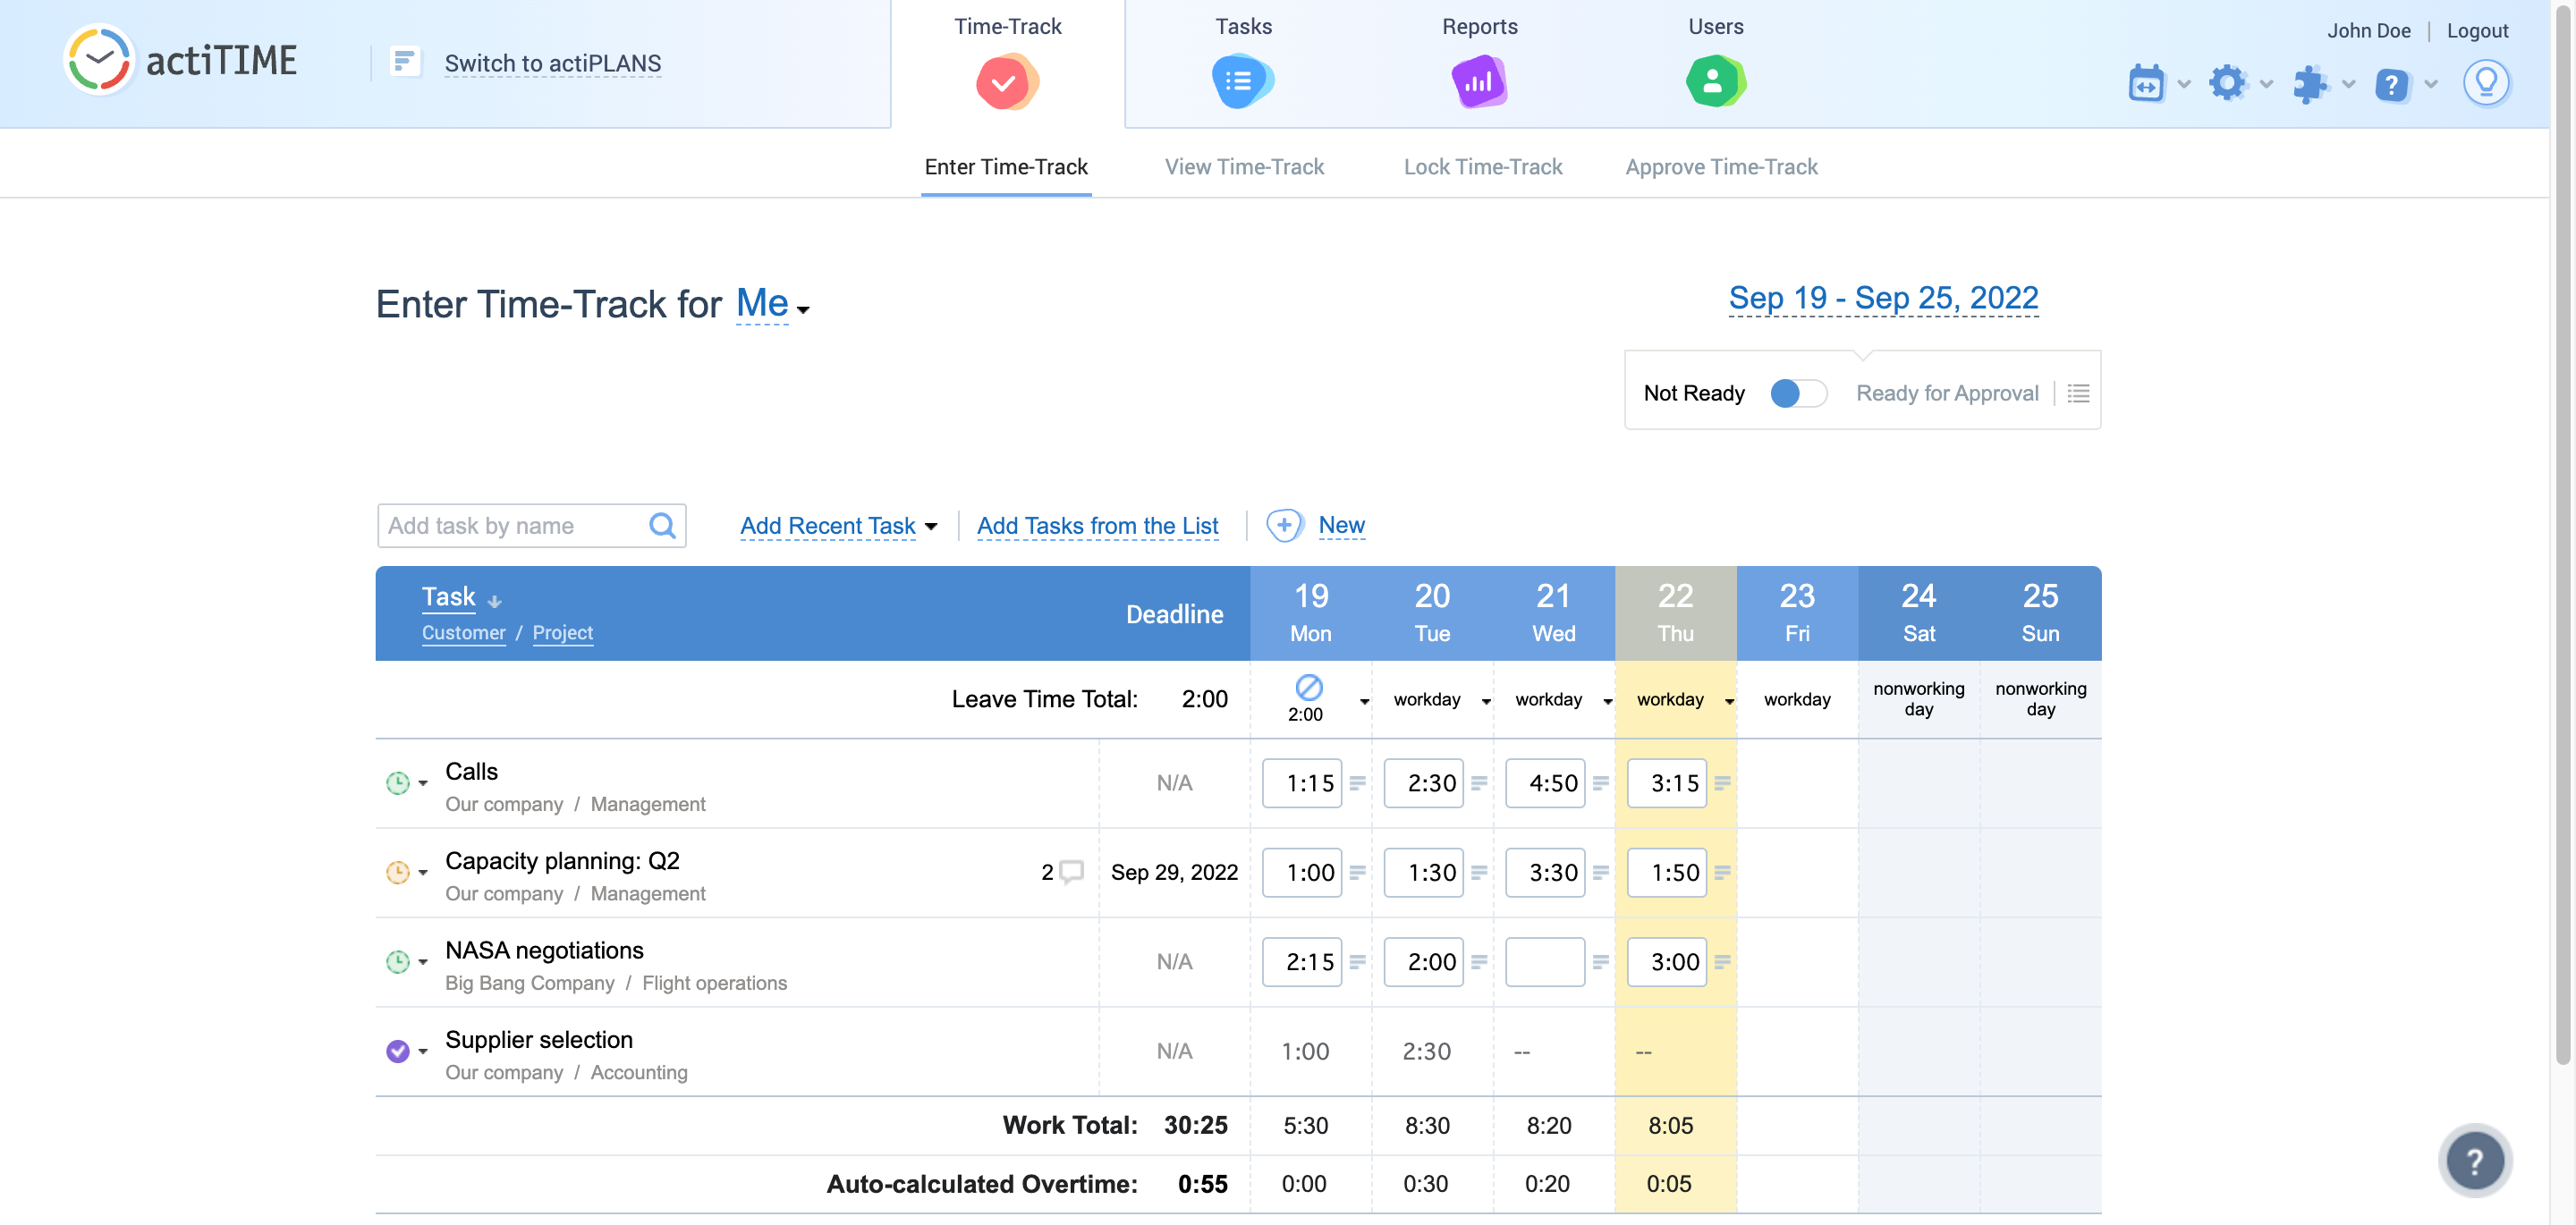 actiTIME
Switch to actiPLANS
Time-Track
Tasks
Reports
Users
John Doe
Logout
Enter Time-Track
View Time-Track
Lock Time-Track
Approve Time-Track
Enter Time-Track for Me
Sep 19 - Sep 25, 2022
Not Ready
Ready for Approval
Add task by name
Add Recent Task
Add Tasks from the List
New
Task
Customer / Project
Deadline
19 20 21 22 23 24 25
Mon Tue Wed Thu Fri Sat Sun
Leave Time Total: 2:00
2:00
workday
workday
workday
workday
nonworking
day
nonworking
day
Calls
Our company / Management
N/A 1:15 2:30 4:50 3:15
Capacity planning: Q2
Our company / Management
2 Sep 29, 2022 1:00 1:30 3:30 1:50
NASA negotiations
Big Bang Company / Flight operations
N/A 2:15 2:00 3:00
Supplier selection
Our company / Accounting
N/A 1:00 2:30 -- --
Work Total: 30:25 5:30 8:30 8:20 8:05
Auto-calculated Overtime: 0:55 0:00 0:30 0:20 0:05
?
?